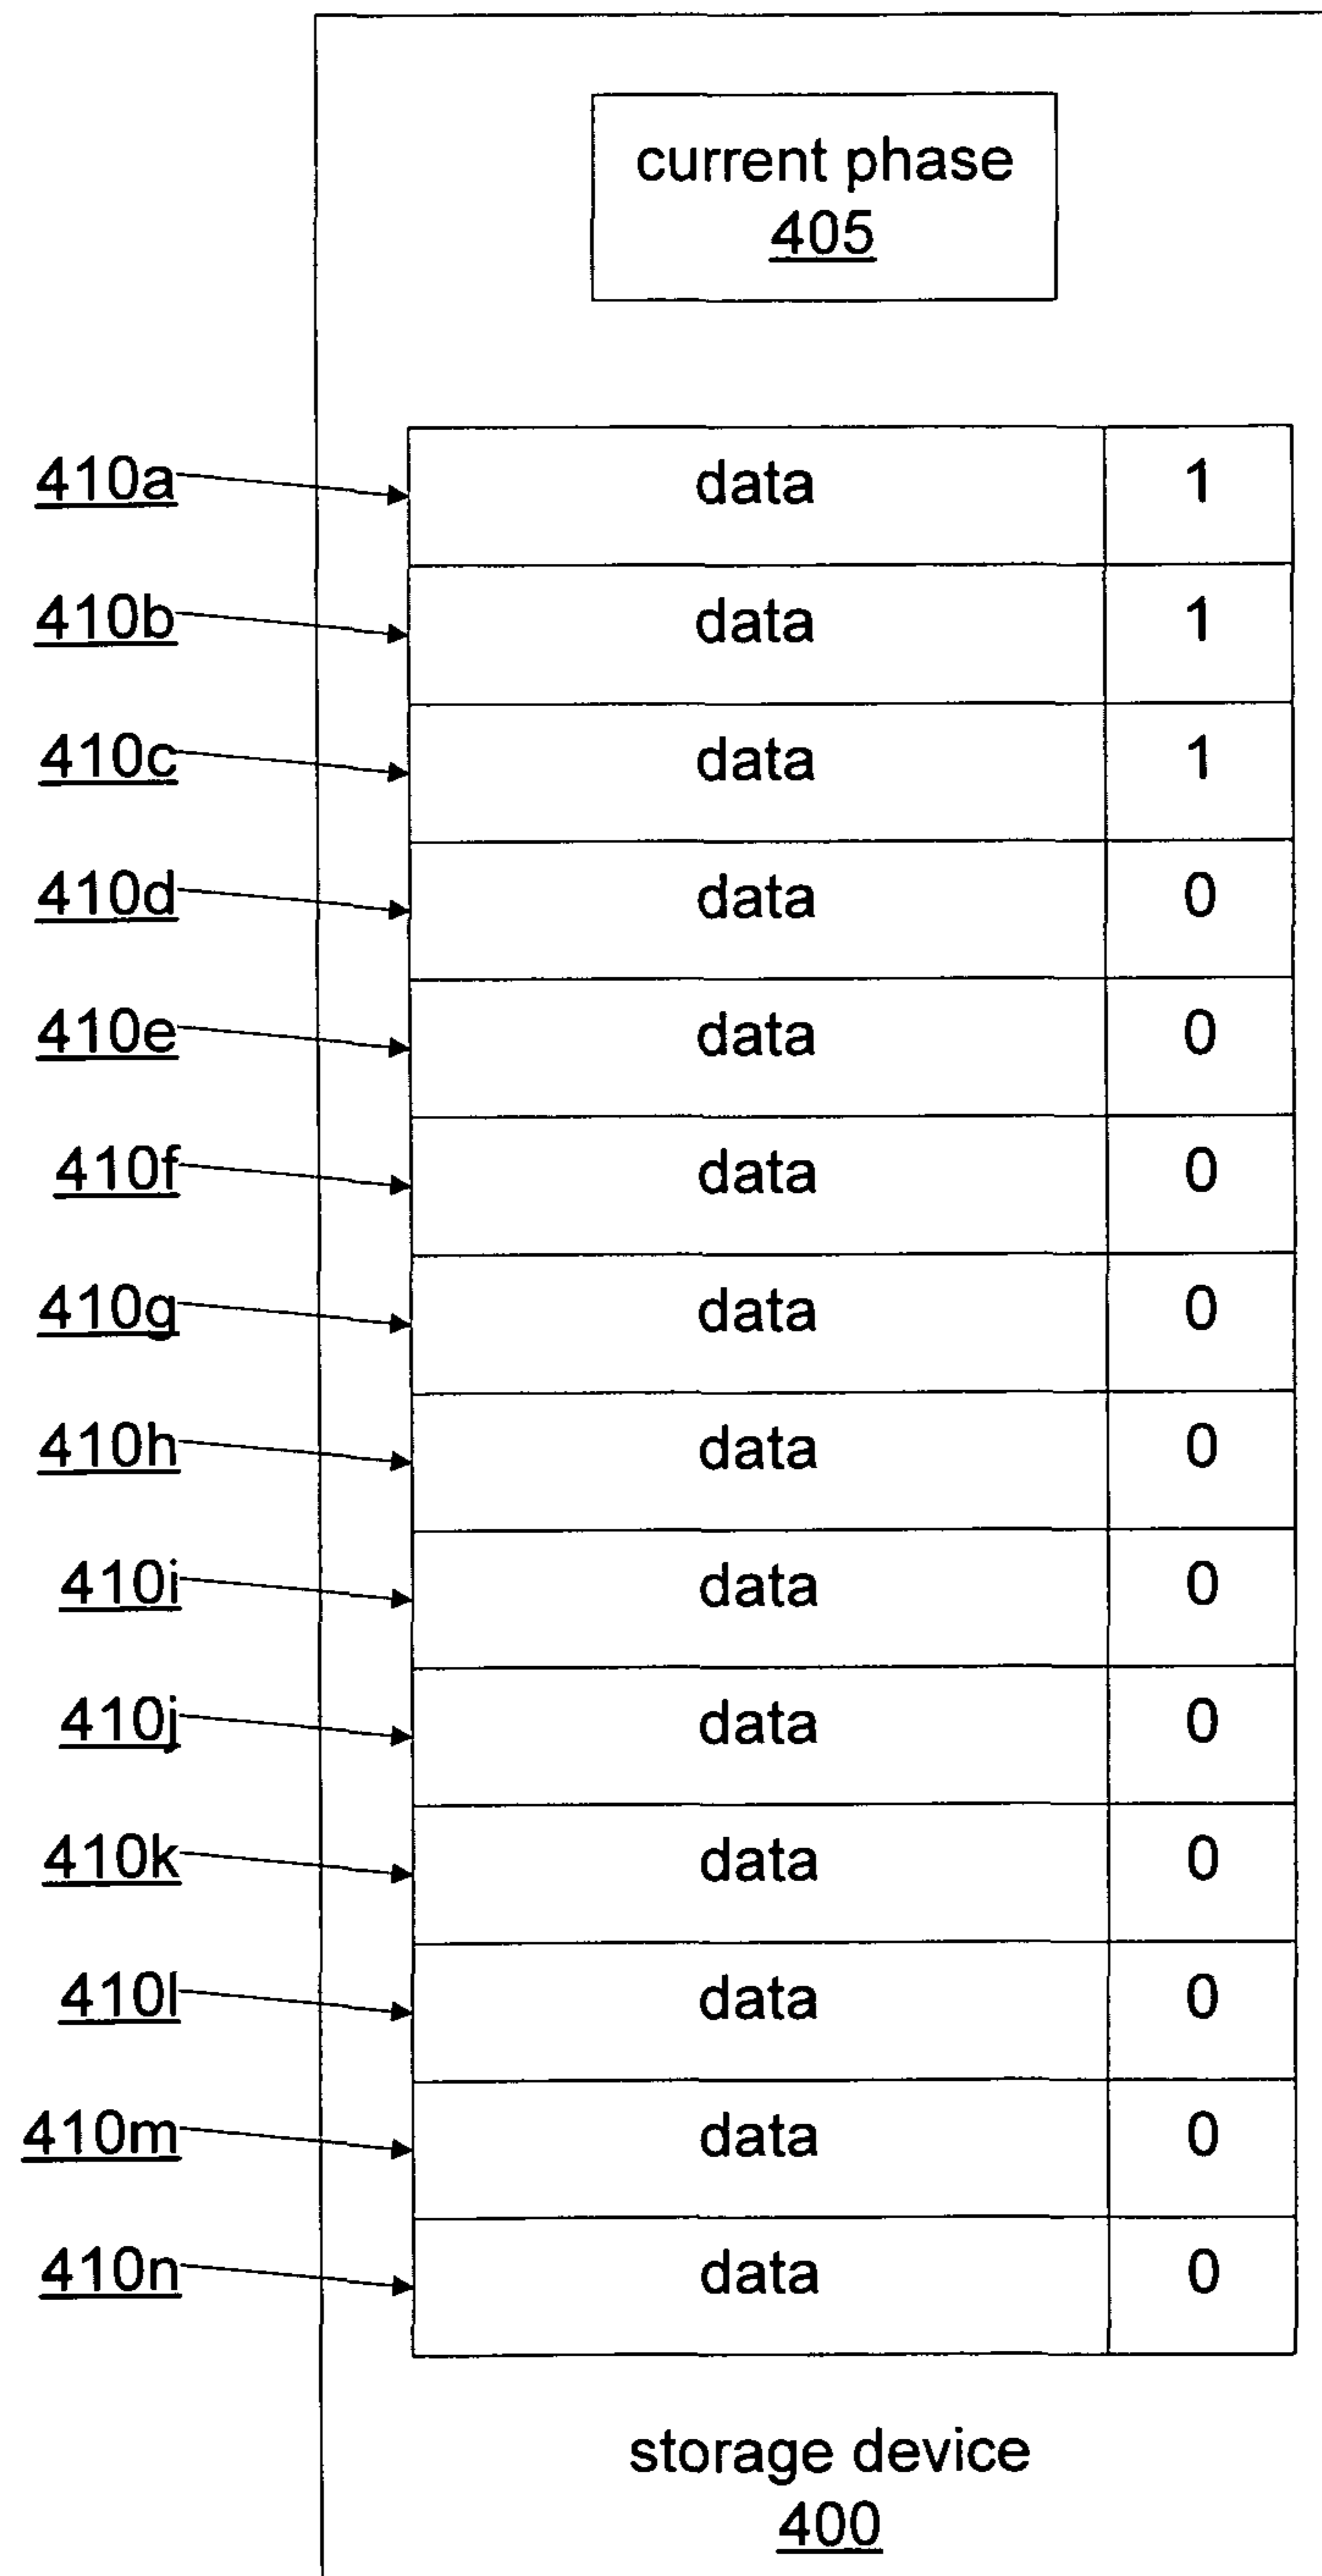 current phase
405
410a data 1
410b data 1
410c data 1
410d data 0
410e data 0
410f data 0
410g data 0
410h data 0
410i data 0
410j data 0
410k data 0
410l data 0
410m data 0
410n data 0
storage device
400